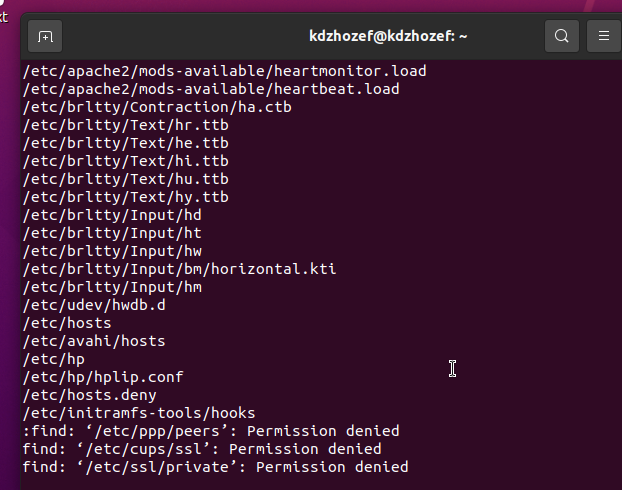 xt
kdzhozef@kdzhozef: ~
/etc/apache2/mods-available/heartmonitor.load
/etc/apache2/mods-available/heartbeat.load
/etc/brltty/Contraction/ha.ctb
/etc/brltty/Text/hr.ttb
/etc/brltty/Text/he.ttb
/etc/brltty/Text/hi.ttb
/etc/brltty/Text/hu.ttb
/etc/brltty/Text/hy.ttb
/etc/brltty/Input/hd
/etc/brltty/Input/ht
/etc/brltty/Input/hw
/etc/brltty/Input/bm/horizontal.kti
/etc/brltty/Input/hm
/etc/udev/hwdb.d
/etc/hosts
/etc/avahi/hosts
/etc/hp
/etc/hp/hplip.conf
/etc/hosts.deny
/etc/initramfs-tools/hooks
:find: ‘/etc/ppp/peers’: Permission denied
find: ‘/etc/cups/ssl’: Permission denied
find: ‘/etc/ssl/private’: Permission denied